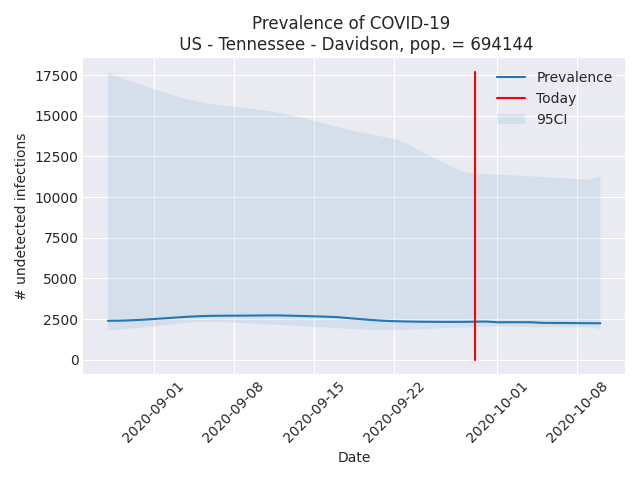 Prevalence of COVID-19
US - Tennessee - Davidson, pop. = 694144
17500
15000
12500
10000
7500
5000
2500
0
# undetected infections
Prevalence
Today
95CI
2020-09-01
2020-09-08
2020-09-15
2020-09-22
2020-10-01
2020-10-08
Date